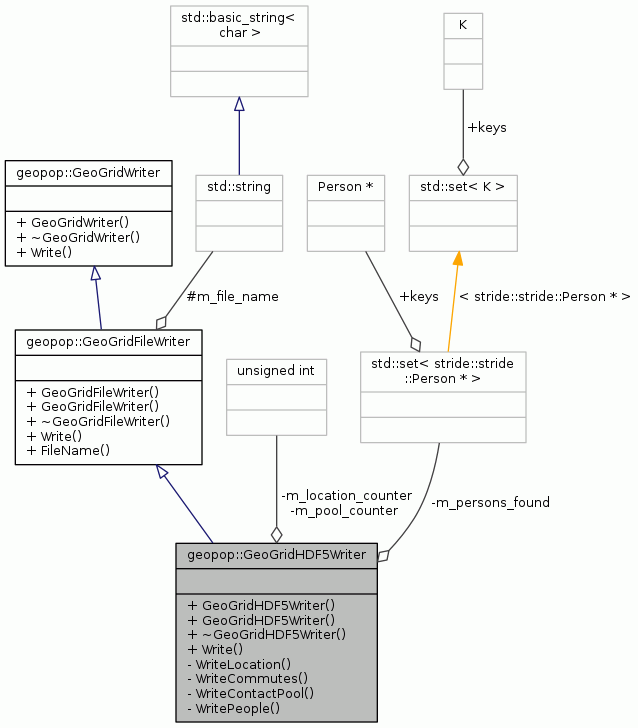 std::basic_string<
char >
K
+keys
geopop::GeoGridWriter
+ GeoGridWriter()
+ ~GeoGridWriter()
+ Write()
std::string
Person *
std::set< K >
#m_file_name
+keys
< stride::stride::Person * >
geopop::GeoGridFileWriter
+ GeoGridFileWriter()
+ GeoGridFileWriter()
+ ~GeoGridFileWriter()
+ Write()
+ FileName()
unsigned int
std::set< stride::stride
::Person * >
-m_location_counter
-m_pool_counter
-m_persons_found
geopop::GeoGridHDF5Writer
+ GeoGridHDF5Writer()
+ GeoGridHDF5Writer()
+ ~GeoGridHDF5Writer()
+ Write()
- WriteLocation()
- WriteCommutes()
- WriteContactPool()
- WritePeople()